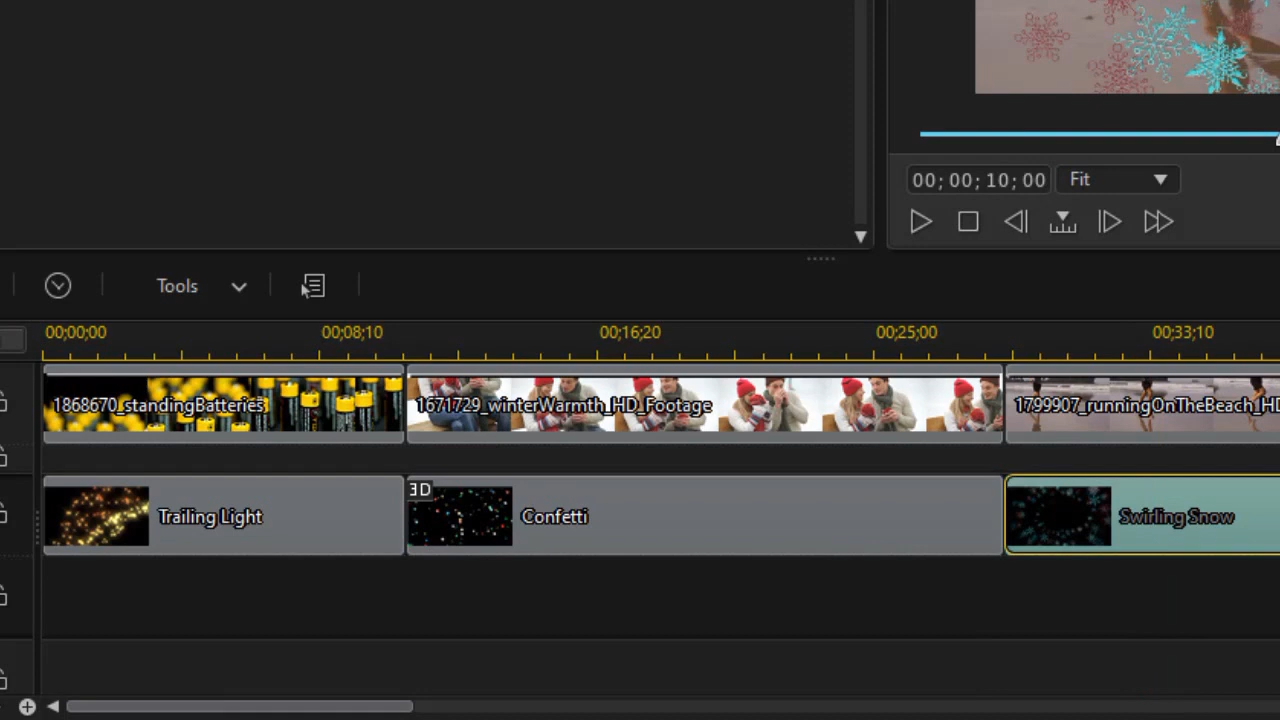 00; 00; 10; 00 Fit
Tools
00;00;00 00;08;10 00;16;20 00;25;00 00;33;10
1868670_standingBatteries 1671729_winterWarmth_HD_Footage 1799907_runningOnTheBeach_HD
Trailing Light 3D Confetti Swirling Snow